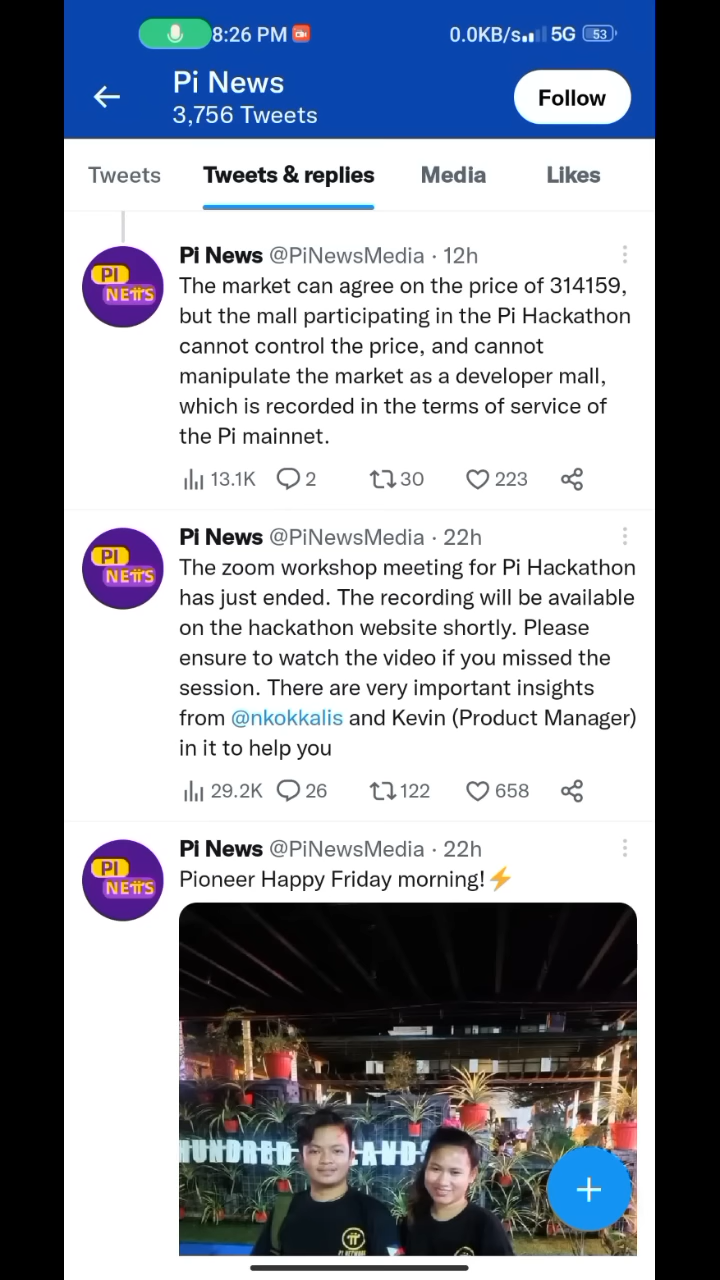 8:26 PM
0.0KB/s 5G 53
Pi News
3,756 Tweets
Follow
Tweets Tweets & replies Media Likes
PI
NEWS
Pi News @PiNewsMedia · 12h
The market can agree on the price of 314159,
but the mall participating in the Pi Hackathon
cannot control the price, and cannot
manipulate the market as a developer mall,
which is recorded in the terms of service of
the Pi mainnet.
13.1K 2 30 223
PI
NEWS
Pi News @PiNewsMedia · 22h
The zoom workshop meeting for Pi Hackathon
has just ended. The recording will be available
on the hackathon website shortly. Please
ensure to watch the video if you missed the
session. There are very important insights
from @nkokkalis and Kevin (Product Manager)
in it to help you
29.2K 26 122 658
PI
NEWS
Pi News @PiNewsMedia · 22h
Pioneer Happy Friday morning!⚡
HUNDRED
PI NETWORK